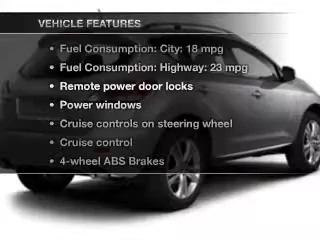 VEHICLE FEATURES
• Fuel Consumption: City: 18 mpg
• Fuel Consumption: Highway: 23 mpg
• Remote power door locks
• Power windows
• Cruise controls on steering wheel
• Cruise control
• 4-wheel ABS Brakes